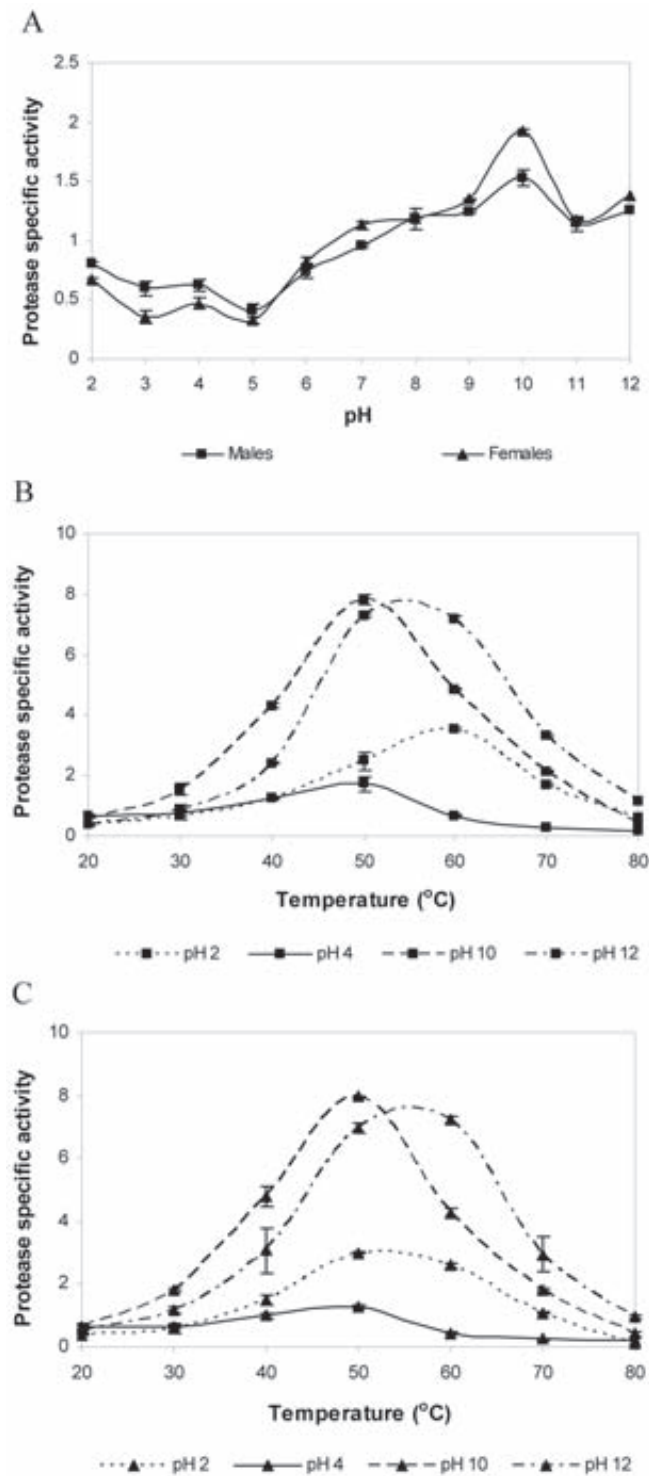 A
2.5
2
1.5
1
0.5
0
Protease specific activity
2 3 4 5 6 7 8 9 10 11 12
pH
Males Females
B
10
8
6
4
2
0
Protease specific activity
20 30 40 50 60 70 80
Temperature (°C)
pH 2 pH 4 pH 10 pH 12
C
10
8
6
4
2
0
Protease specific activity
20 30 40 50 60 70 80
Temperature (°C)
pH 2 pH 4 pH 10 pH 12